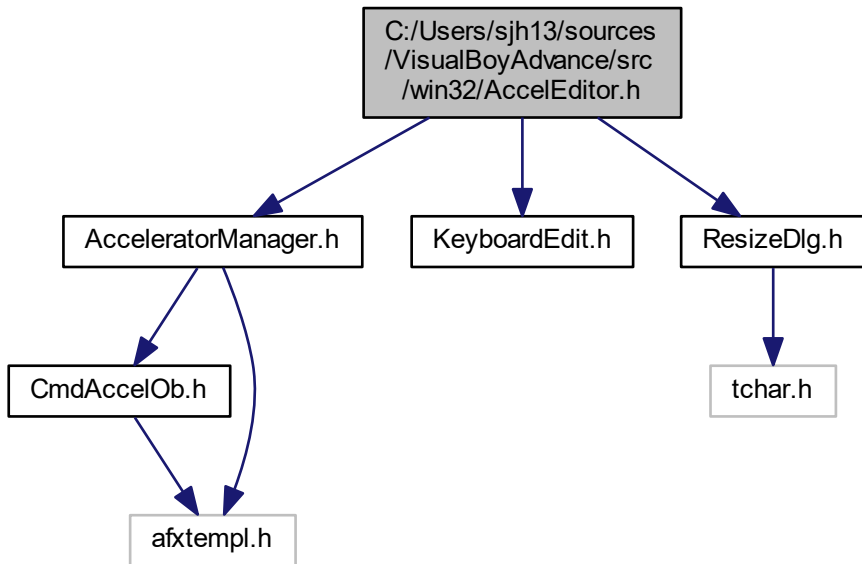 C:/Users/sjh13/sources
/VisualBoyAdvance/src
/win32/AccelEditor.h
AcceleratorManager.h
KeyboardEdit.h
ResizeDlg.h
CmdAccelOb.h
tchar.h
afxtempl.h